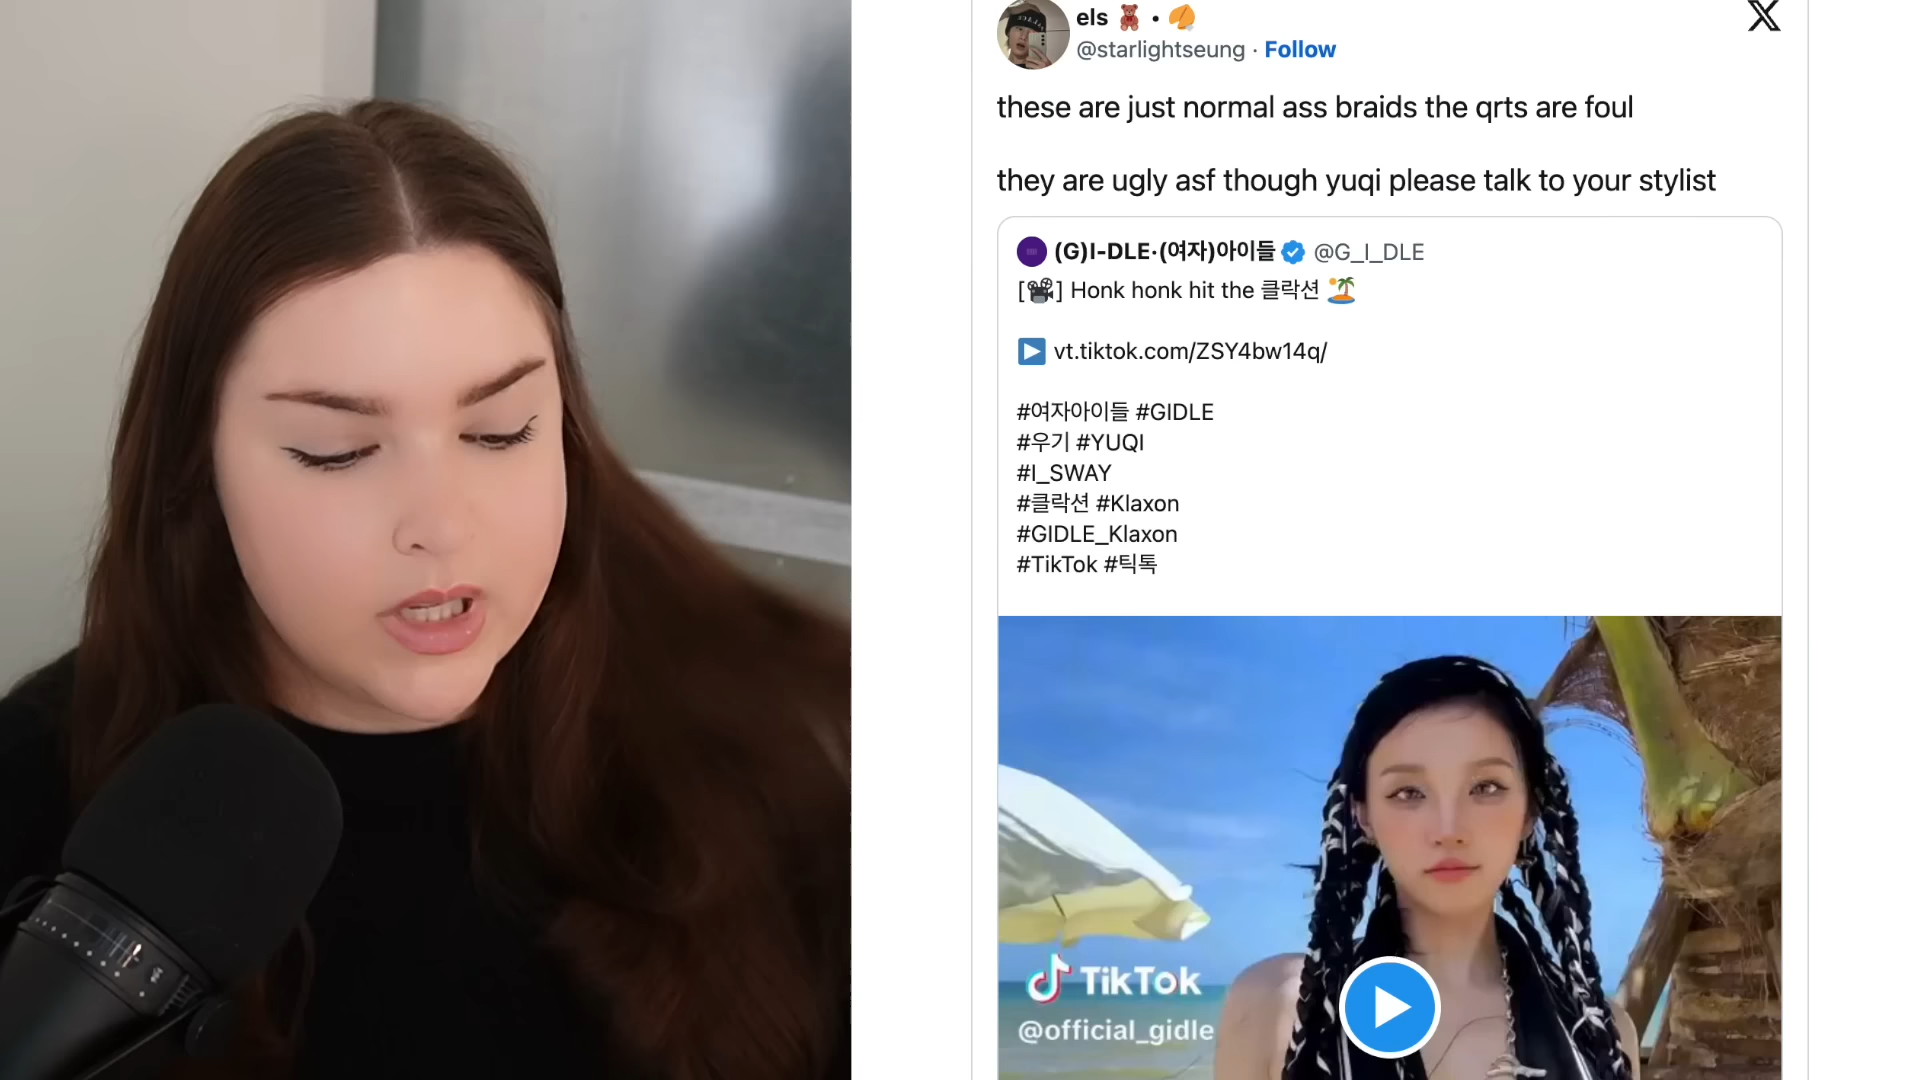 els 🧸 • 🥠
@starlightseung · Follow
these are just normal ass braids the qrts are foul
they are ugly asf though yuqi please talk to your stylist
(G)I-DLE·(여자)아이들 @G_I_DLE
[📽] Honk honk hit the 클락션 🏝
▶ vt.tiktok.com/ZSY4bw14q/
#여자아이들 #GIDLE
#우기 #YUQI
#I_SWAY
#클락션 #Klaxon
#GIDLE_Klaxon
#TikTok #틱톡
TikTok
@official_gidle